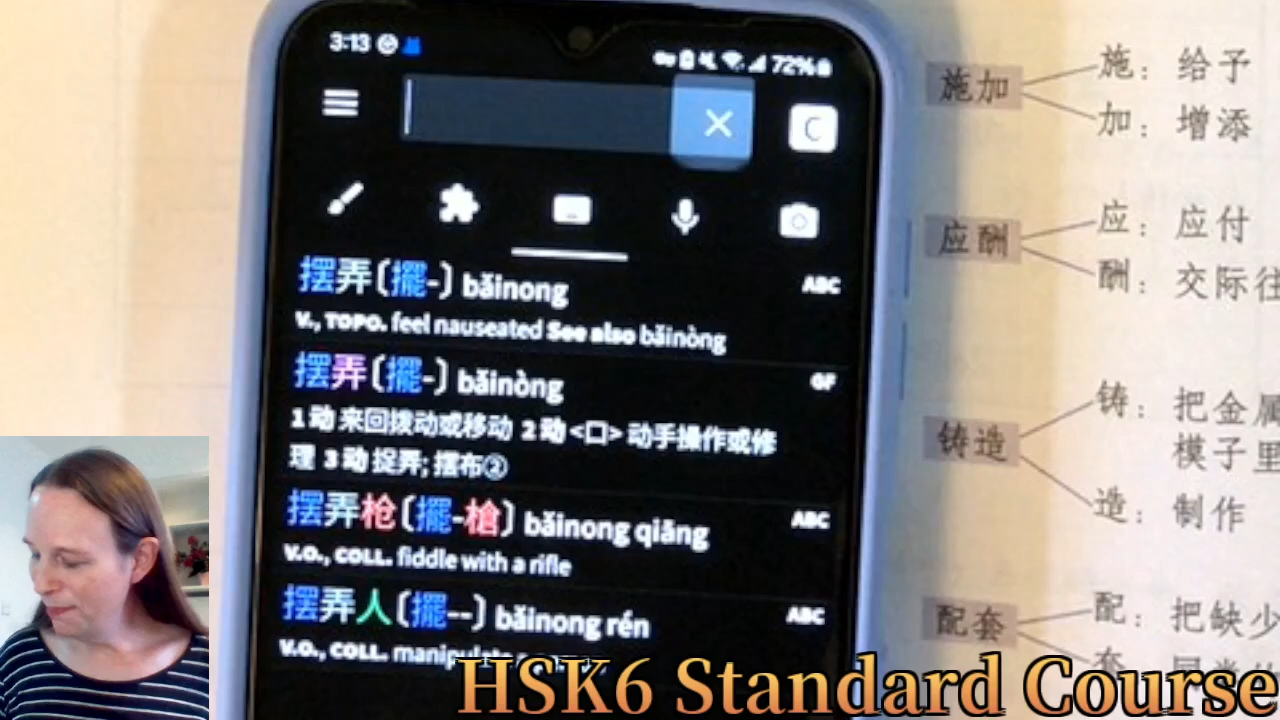 3:13
72%
C
摆弄〔擺-〕 bǎinong
ABC
V., TOPO. feel nauseated See also bǎinòng
摆弄〔擺-〕 bǎinòng
GF
1 动 来回拨动或移动 2 动 <口> 动手操作或修
理 3 动 捉弄; 摆布②
摆弄枪〔擺-槍〕 bǎinong qiāng
ABC
V.O., COLL. fiddle with a rifle
摆弄人〔擺--〕 bǎinong rén
ABC
V.O., COLL.
施加
施：给予
加：增添
应酬
应：应付
酬：交际往
铸造
铸：把金属
模子里
造：制作
配套
配：把缺少
套：
HSK6 Standard Course